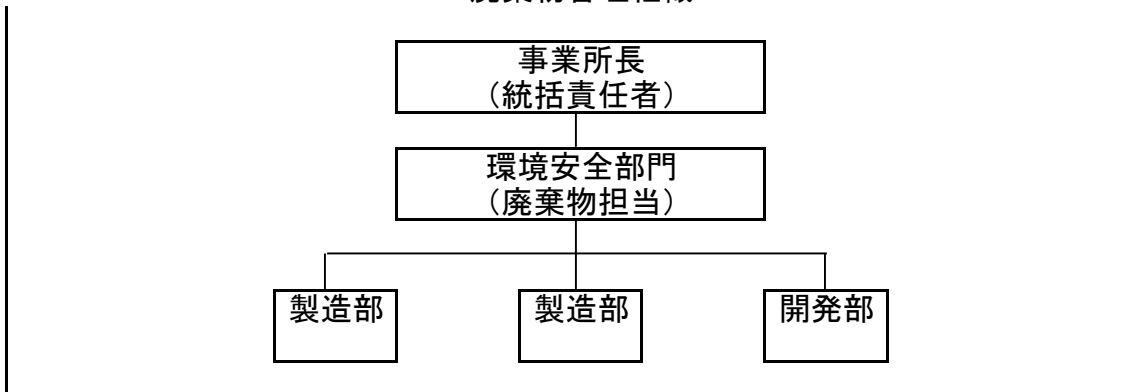 事業所長
（統括責任者）
環境安全部門
（廃棄物担当）
製造部
製造部
開発部